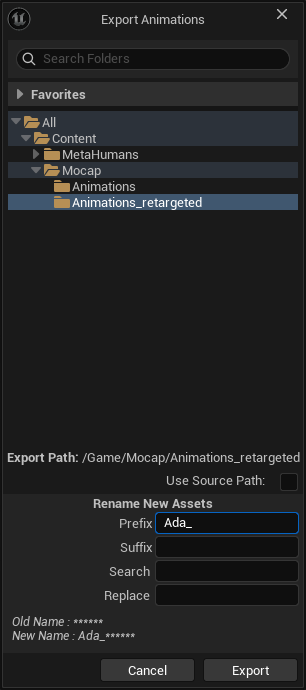 Export Animations
Search Folders
Favorites
All
Content
MetaHumans
Mocap
Animations
Animations_retargeted
Export Path: /Game/Mocap/Animations_retargeted
Use Source Path:
Rename New Assets
Prefix Ada_
Suffix
Search
Replace
Old Name : ******
New Name : Ada_******
Cancel Export